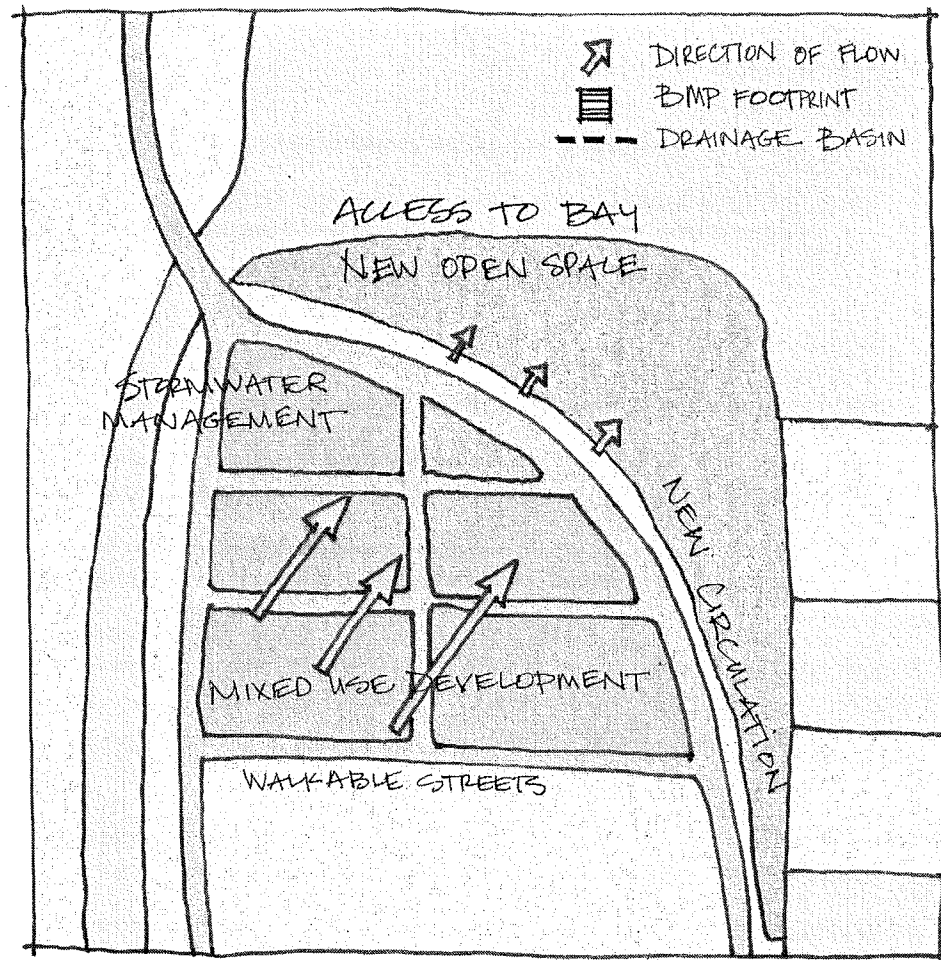 DIRECTION OF FLOW
BMP FOOTPRINT
DRAINAGE BASIN
ACCESS TO BAY
NEW OPEN SPACE
STORMWATER
MANAGEMENT
NEW CIRCULATION
MIXED USE DEVELOPMENT
WALKABLE STREETS